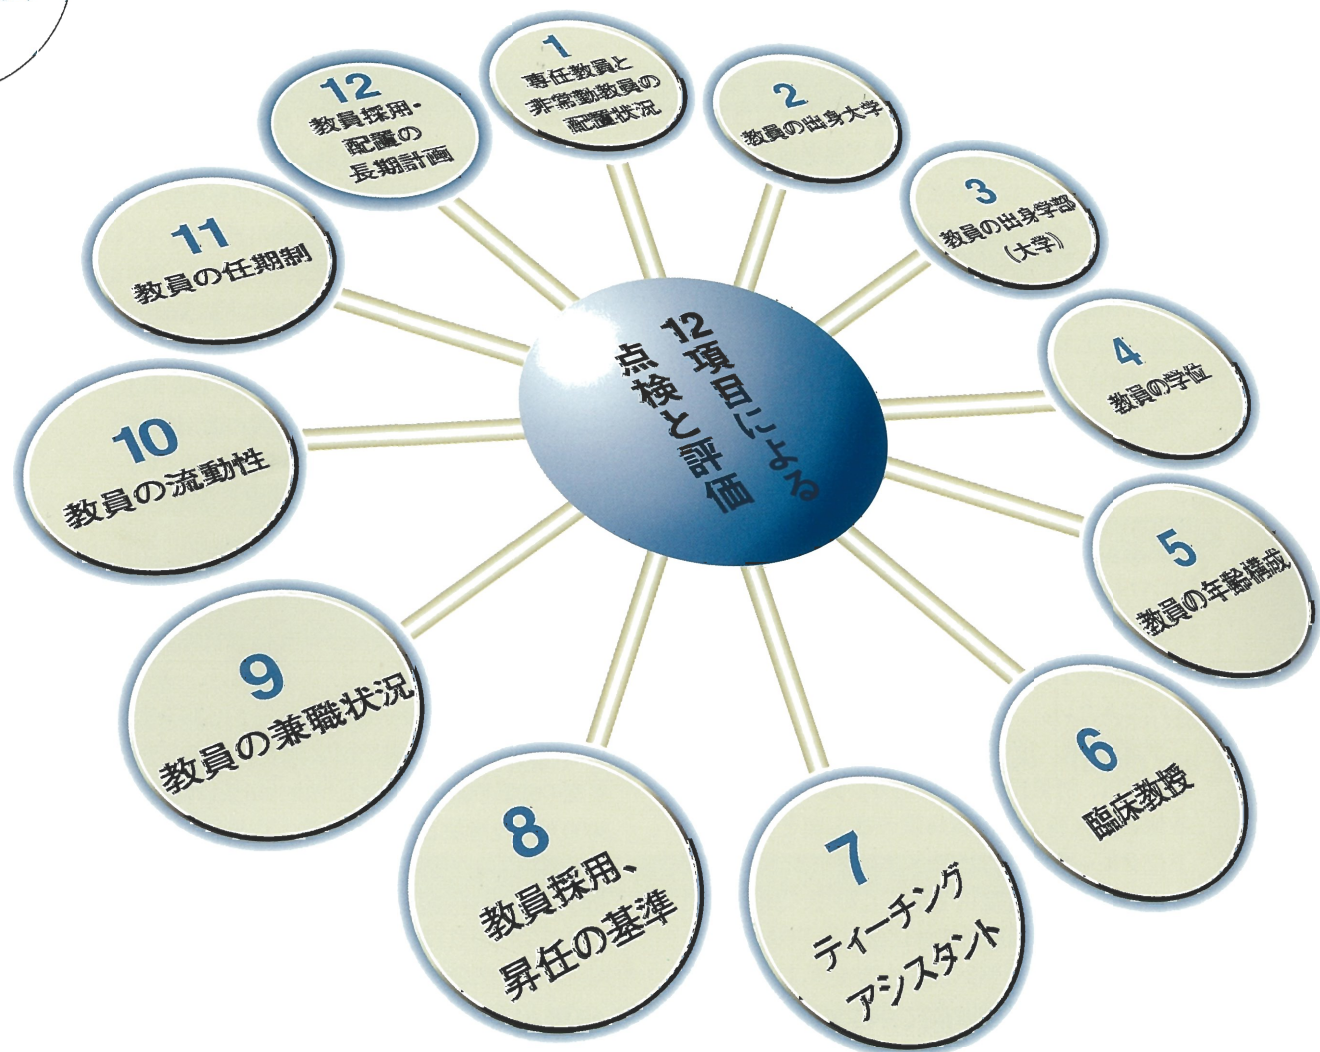 12項目による
点検と評価
1
専任教員と
非常勤教員の
配置状況
2
教員の出身大学
3
教員の出身学部
(大学)
4
教員の学位
5
教員の年齢構成
6
臨床教授
7
ティーチング
アシスタント
8
教員採用、
昇任の基準
9
教員の兼職状況
10
教員の流動性
11
教員の任期制
12
教員採用・
配置の
長期計画